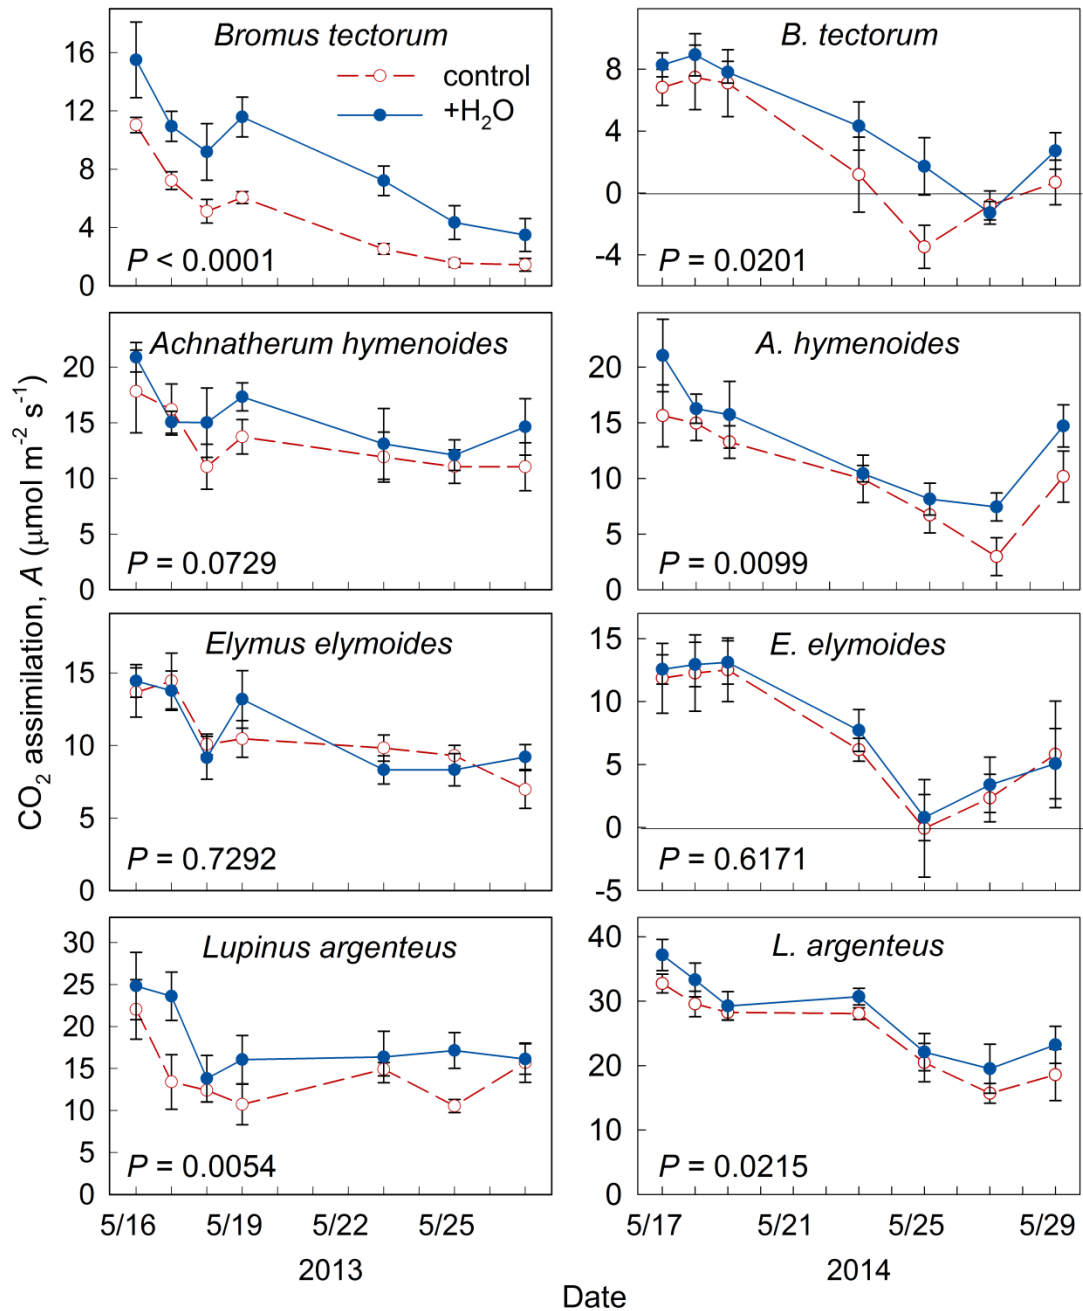 Bromus tectorum
control
+H₂O
16
12
8
4
0
P < 0.0001
B. tectorum
8
4
0
-4
P = 0.0201
Achnatherum hymenoides
20
15
10
5
0
P = 0.0729
A. hymenoides
20
15
10
5
0
P = 0.0099
CO₂ assimilation, A (μmol m⁻² s⁻¹)
Elymus elymoides
15
10
5
0
P = 0.7292
E. elymoides
15
10
5
0
-5
P = 0.6171
Lupinus argenteus
30
25
20
15
10
5
0
P = 0.0054
L. argenteus
40
30
20
10
0
P = 0.0215
5/16 5/19 5/22 5/25
5/17 5/21 5/25 5/29
2013
2014
Date